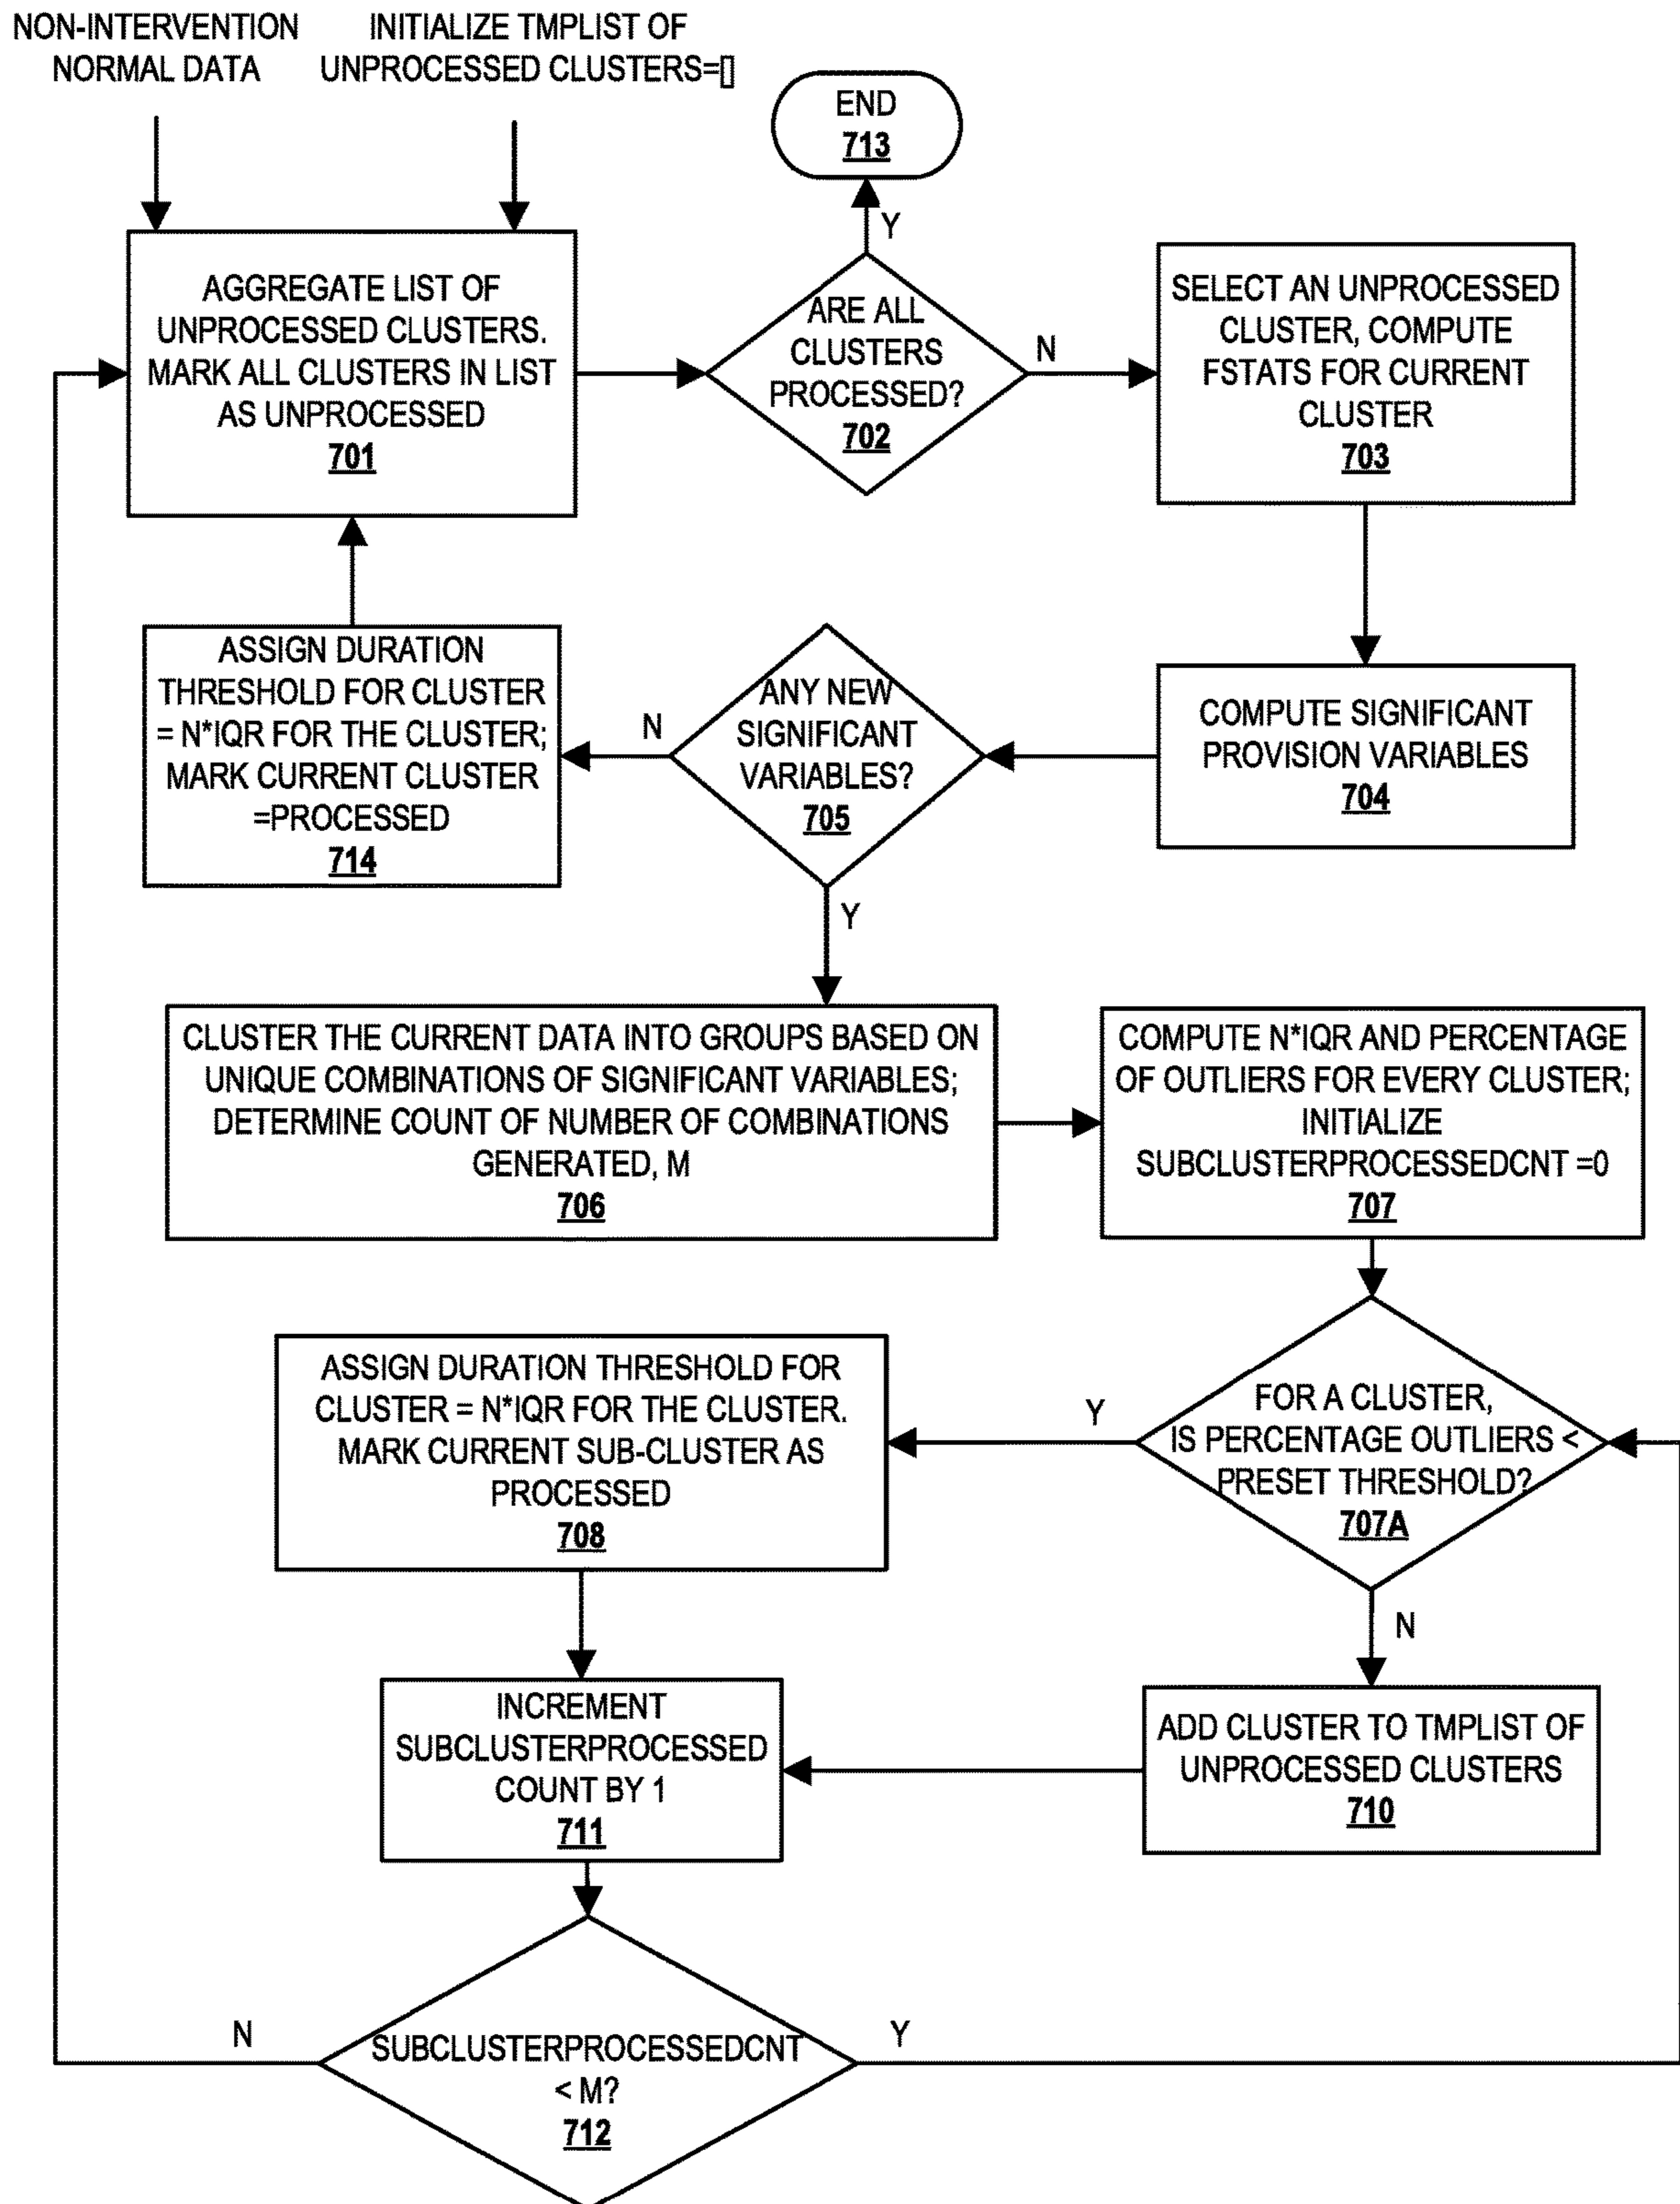 NON-INTERVENTION
NORMAL DATA
INITIALIZE TMPLIST OF
UNPROCESSED CLUSTERS=[]
END
713
Y
AGGREGATE LIST OF
UNPROCESSED CLUSTERS.
MARK ALL CLUSTERS IN LIST
AS UNPROCESSED
701
ARE ALL
CLUSTERS
PROCESSED?
702
N
SELECT AN UNPROCESSED
CLUSTER, COMPUTE
FSTATS FOR CURRENT
CLUSTER
703
ASSIGN DURATION
THRESHOLD FOR CLUSTER
= N*IQR FOR THE CLUSTER;
MARK CURRENT CLUSTER
=PROCESSED
714
N
ANY NEW
SIGNIFICANT
VARIABLES?
705
COMPUTE SIGNIFICANT
PROVISION VARIABLES
704
Y
CLUSTER THE CURRENT DATA INTO GROUPS BASED ON
UNIQUE COMBINATIONS OF SIGNIFICANT VARIABLES;
DETERMINE COUNT OF NUMBER OF COMBINATIONS
GENERATED, M
706
COMPUTE N*IQR AND PERCENTAGE
OF OUTLIERS FOR EVERY CLUSTER;
INITIALIZE
SUBCLUSTERPROCESSEDCNT =0
707
ASSIGN DURATION THRESHOLD FOR
CLUSTER = N*IQR FOR THE CLUSTER.
MARK CURRENT SUB-CLUSTER AS
PROCESSED
708
Y
FOR A CLUSTER,
IS PERCENTAGE OUTLIERS <
PRESET THRESHOLD?
707A
N
INCREMENT
SUBCLUSTERPROCESSED
COUNT BY 1
711
ADD CLUSTER TO TMPLIST OF
UNPROCESSED CLUSTERS
710
N
SUBCLUSTERPROCESSEDCNT
< M?
712
Y